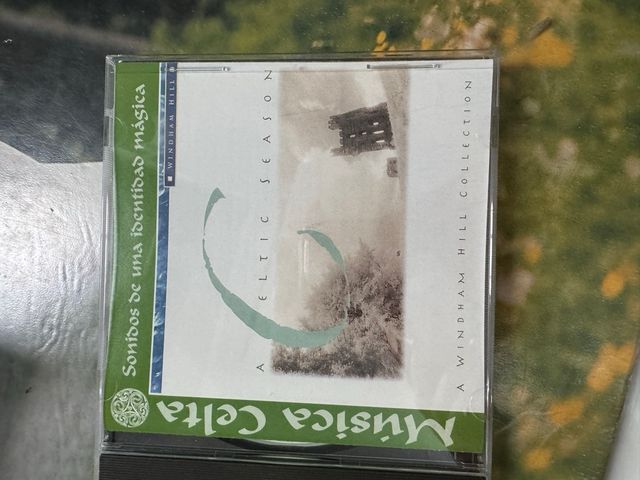 Música Celta
Sonidos de una identidad mágica
WINDHAM HILL
A CELTIC SEASON
A WINDHAM HILL COLLECTION